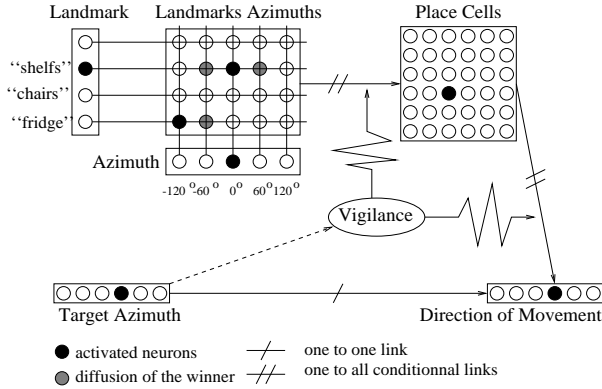 Landmark
Landmarks Azimuths
Place Cells
‘‘shelfs’’
‘‘chairs’’
‘‘fridge’’
Azimuth
-120° -60° 0° 60° 120°
Vigilance
Target Azimuth
Direction of Movement
activated neurons
one to one link
diffusion of the winner
one to all conditionnal links